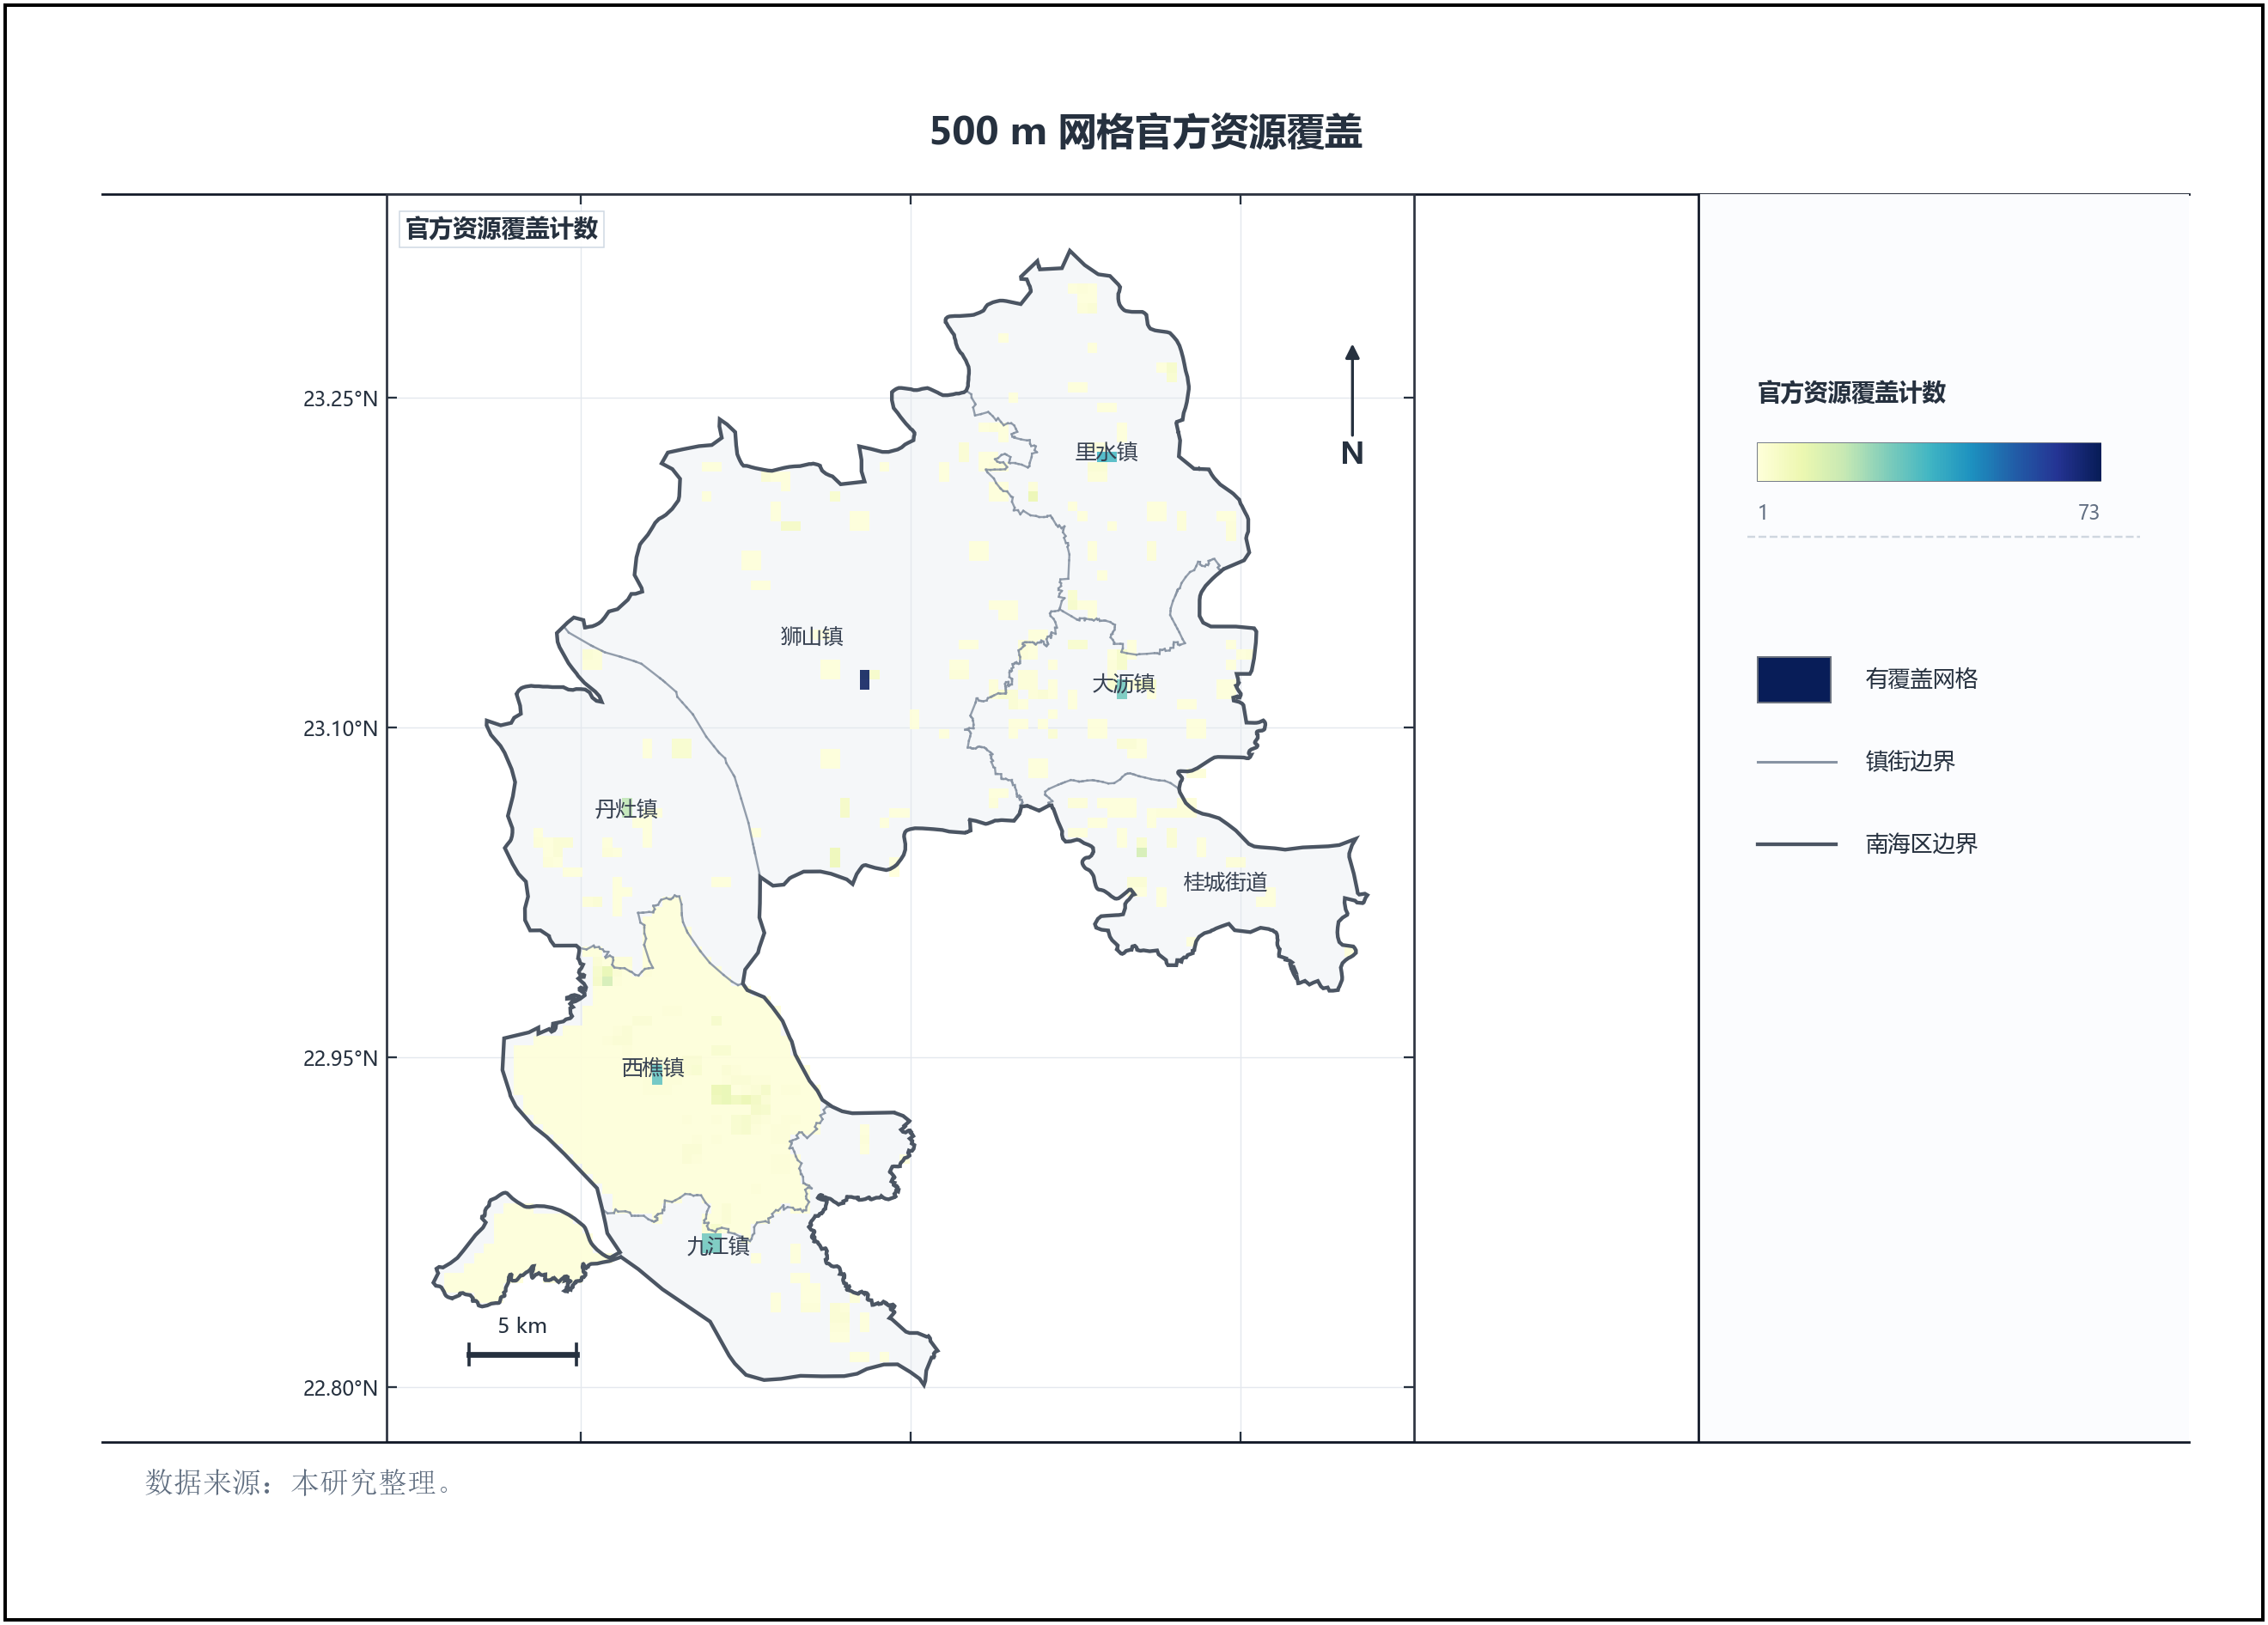 500 m 网格官方资源覆盖
官方资源覆盖计数
23.25°N
23.10°N
22.95°N
22.80°N
里水镇
N
狮山镇
大沥镇
丹灶镇
桂城街道
西樵镇
九江镇
5 km
官方资源覆盖计数
1 73
有覆盖网格
镇街边界
南海区边界
数据来源：本研究整理。